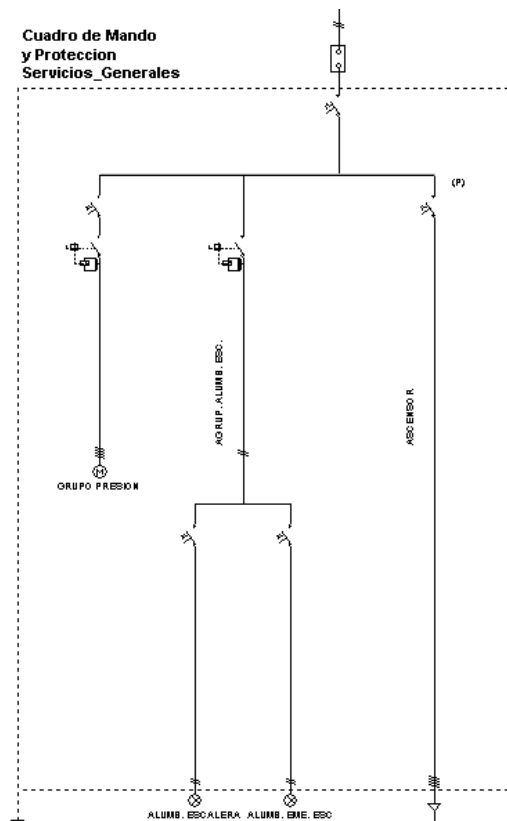 Cuadro de Mando
y Proteccion
Servicios_Generales
(P)
AGRUP. ALUMB. ESC.
ASCENSOR
M
GRUPO PRESION
ALUMB. ESCALERA
ALUMB. EME. ESC